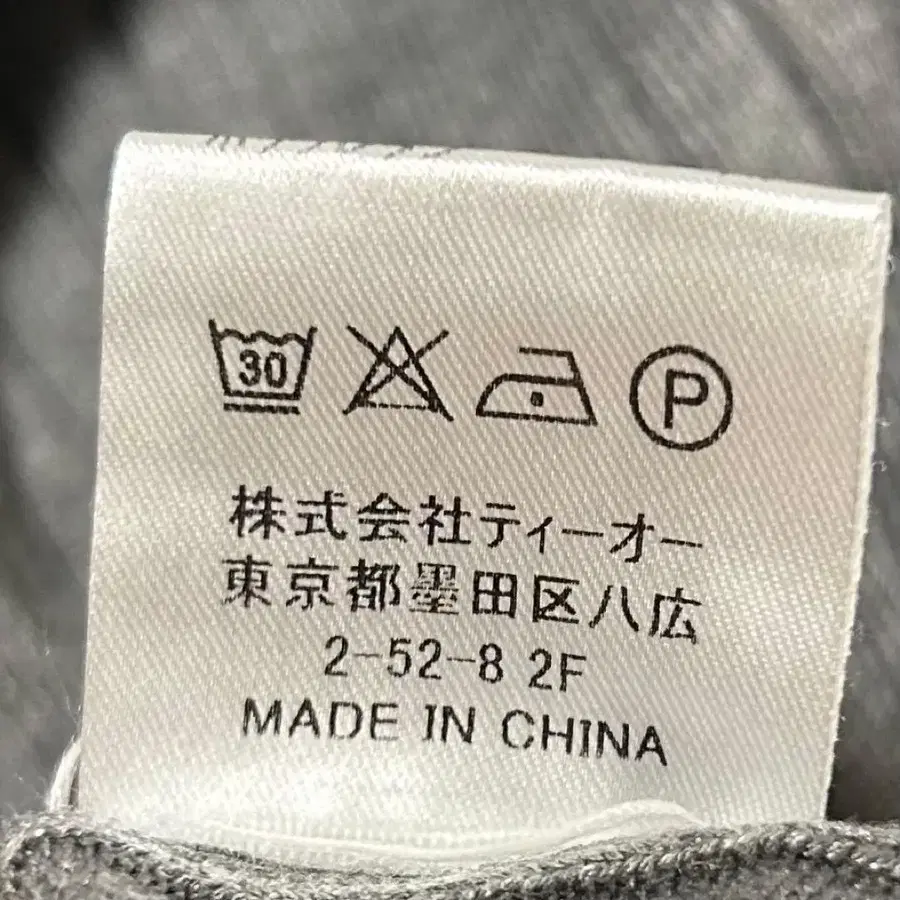 30 P
株式会社ティーオー
東京都墨田区八広
2-52-8 2F
MADE IN CHINA